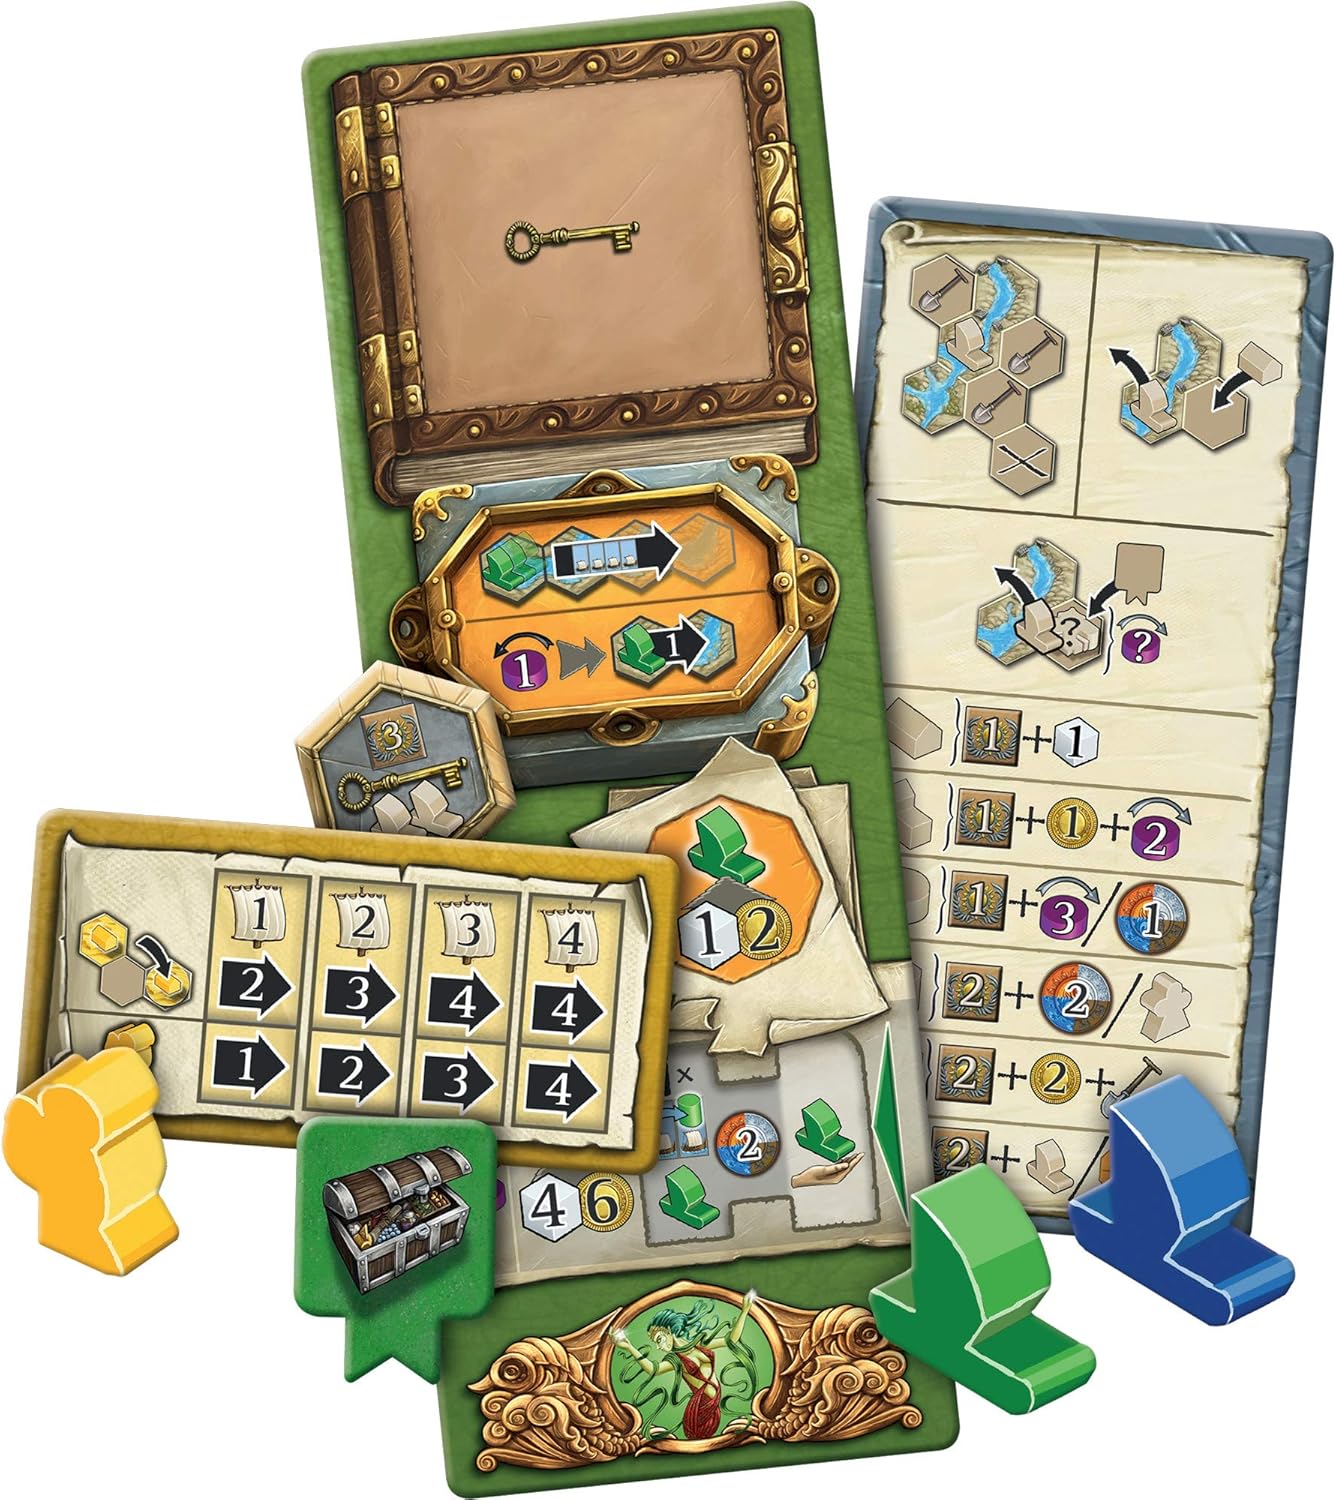 1
1
3
1 + 1
1 + 1 + 2
1 + 3 / 1
2 + 2 /
2 + 2 +
2 + /
?
?
1 2
1 2 3 4
2 3 4 4
1 2 3 4
x
2
4 6